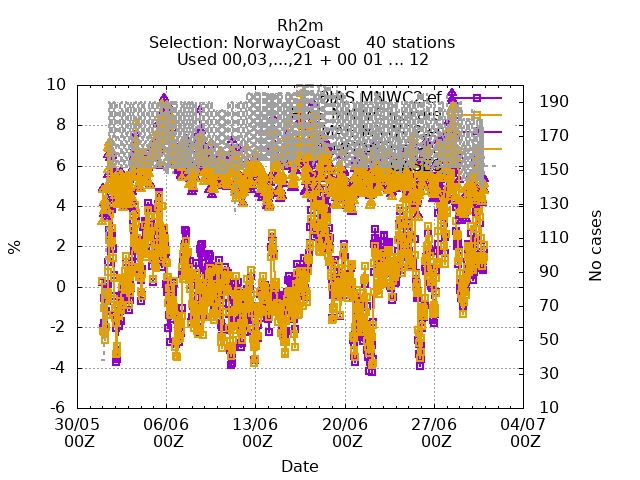 Rh2m
Selection: NorwayCoast     40 stations
Used 00,03,...,21 + 00 01 ... 12
10
8
6
4
2
0
-2
-4
-6
%
190
170
150
130
110
90
70
50
30
10
No cases
30/05 06/06 13/06 20/06 27/06 04/07
00Z 00Z 00Z 00Z 00Z 00Z
Date